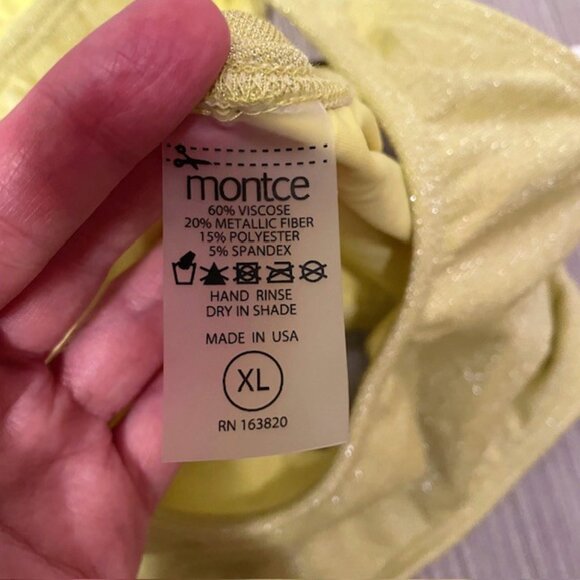 montce
60% VISCOSE
20% METALLIC FIBER
15% POLYESTER
5% SPANDEX
HAND RINSE
DRY IN SHADE
MADE IN USA
XL
RN 163820